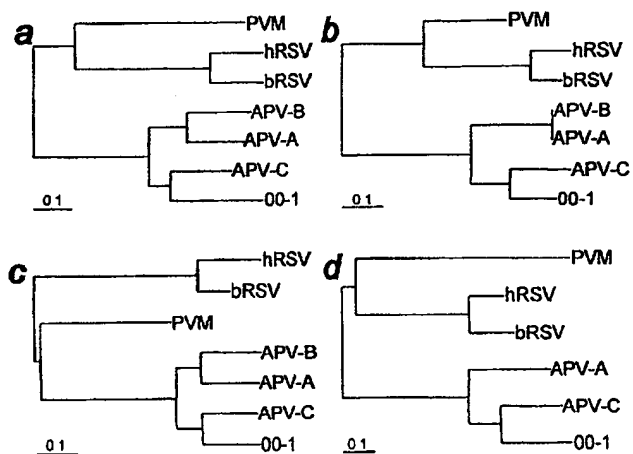 a
PVM
hRSV
bRSV
APV-B
APV-A
APV-C
00-1
0 1
b
PVM
hRSV
bRSV
APV-B
APV-A
APV-C
00-1
0 1
c
hRSV
bRSV
PVM
APV-B
APV-A
APV-C
00-1
0 1
d
PVM
hRSV
bRSV
APV-A
APV-C
00-1
0 1